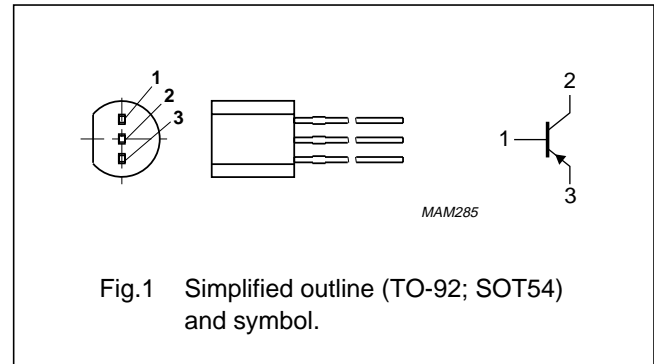 1
2
3
MAM285
2
1
3
Fig.1 Simplified outline (TO-92; SOT54)
and symbol.